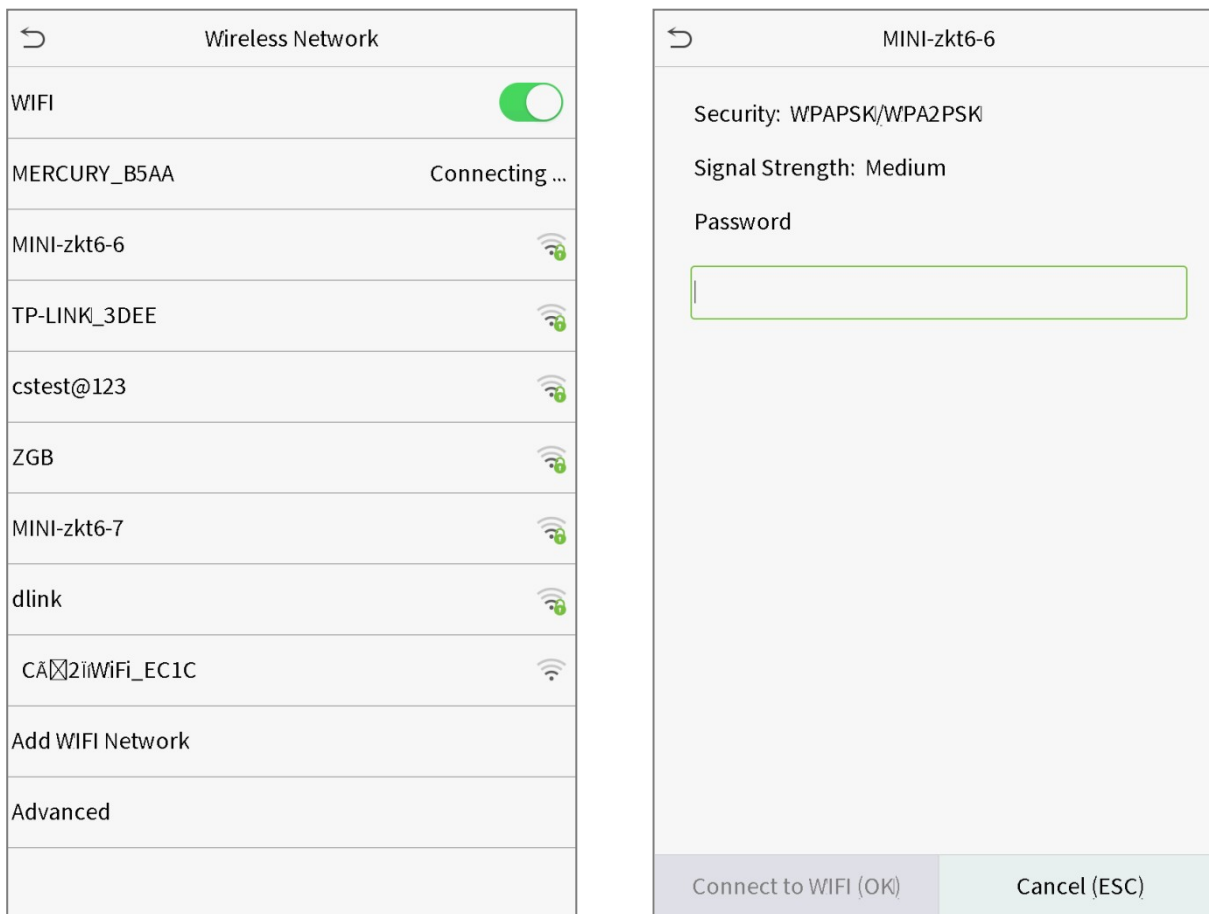 Wireless Network
WIFI
MERCURY_B5AA Connecting ...
MINI-zkt6-6
TP-LINK_3DEE
cstest@123
ZGB
MINI-zkt6-7
dlink
WiFi_EC1C
Add WIFI Network
Advanced
MINI-zkt6-6
Security: WPAPSK/WPA2PSK
Signal Strength: Medium
Password
Connect to WIFI (OK) Cancel (ESC)